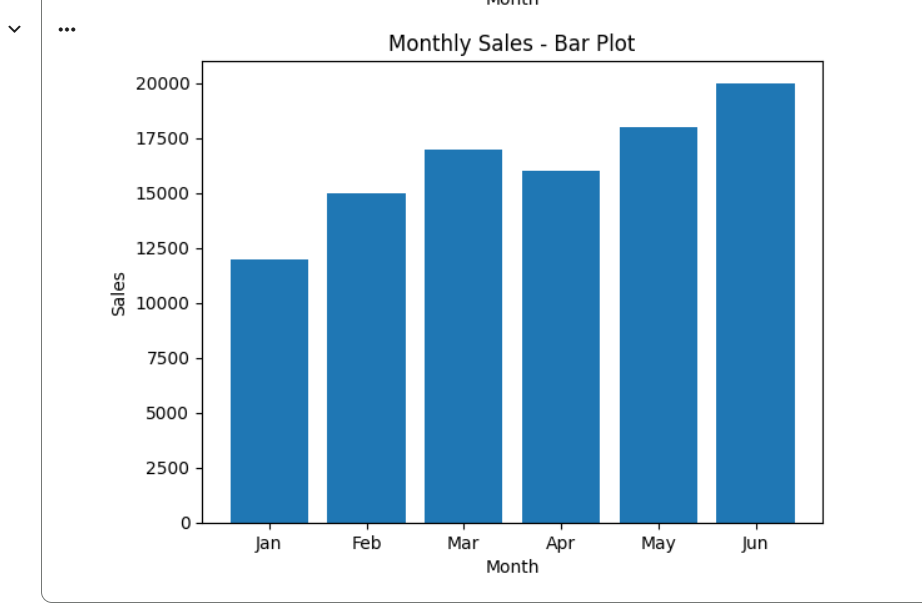 Month
Monthly Sales - Bar Plot
20000
17500
15000
12500
10000
7500
5000
2500
0
Sales
Jan Feb Mar Apr May Jun
Month